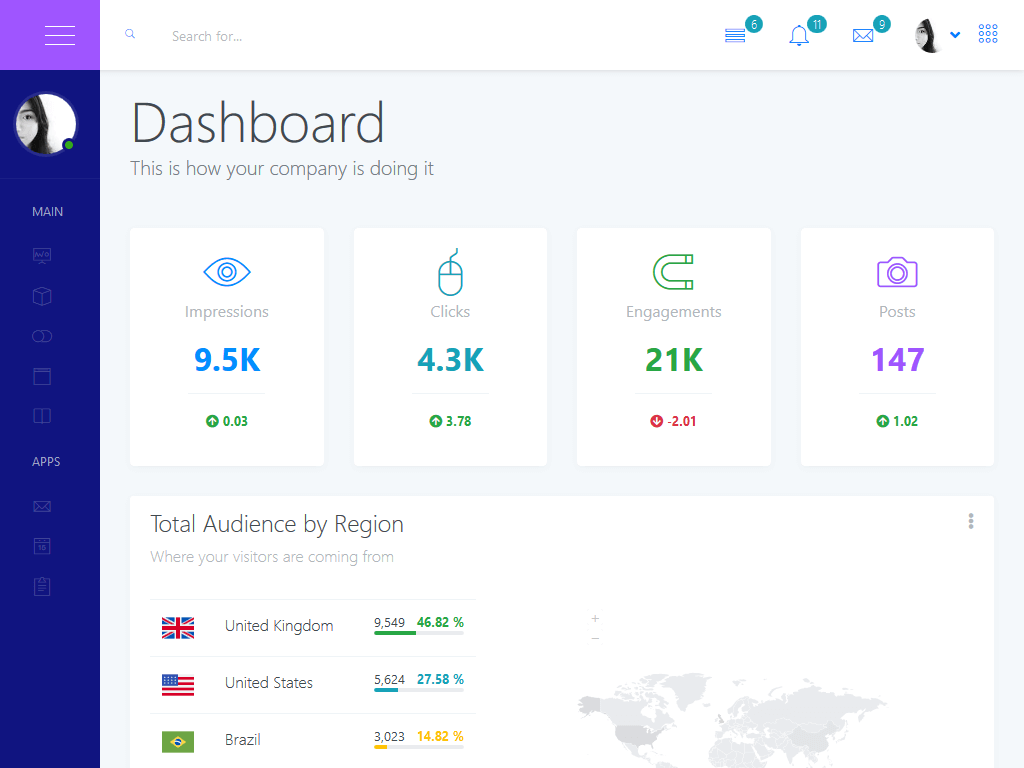 Search for...
6
11
9
Dashboard
This is how your company is doing it
MAIN
APPS
16
Impressions
9.5K
0.03
Clicks
4.3K
3.78
Engagements
21K
-2.01
Posts
147
1.02
Total Audience by Region
Where your visitors are coming from
United Kingdom 9,549 46.82 %
United States 5,624 27.58 %
Brazil 3,023 14.82 %
+
−